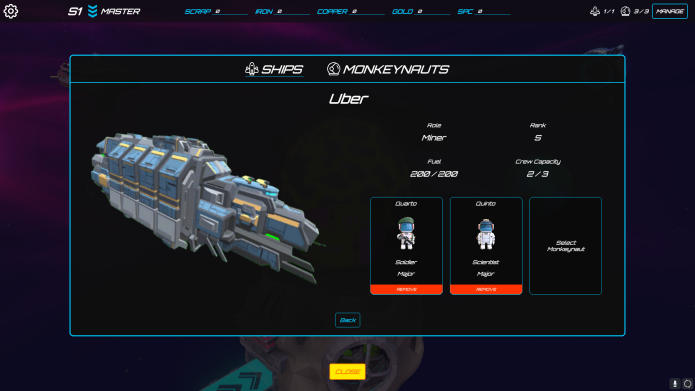 S1 MASTER SCRAP 0 IRON 0 COPPER 0 GOLD 0 SPC 0 1/1 3/3 MANAGE
SHIPS MONKEYNAUTS
Uber
Role Rank
Miner S
Fuel Crew Capacity
200/200 2/3
Quarto Quinto
Select
Monkeynaut
Soldier Scientist
Major Major
REMOVE REMOVE
Back
CLOSE